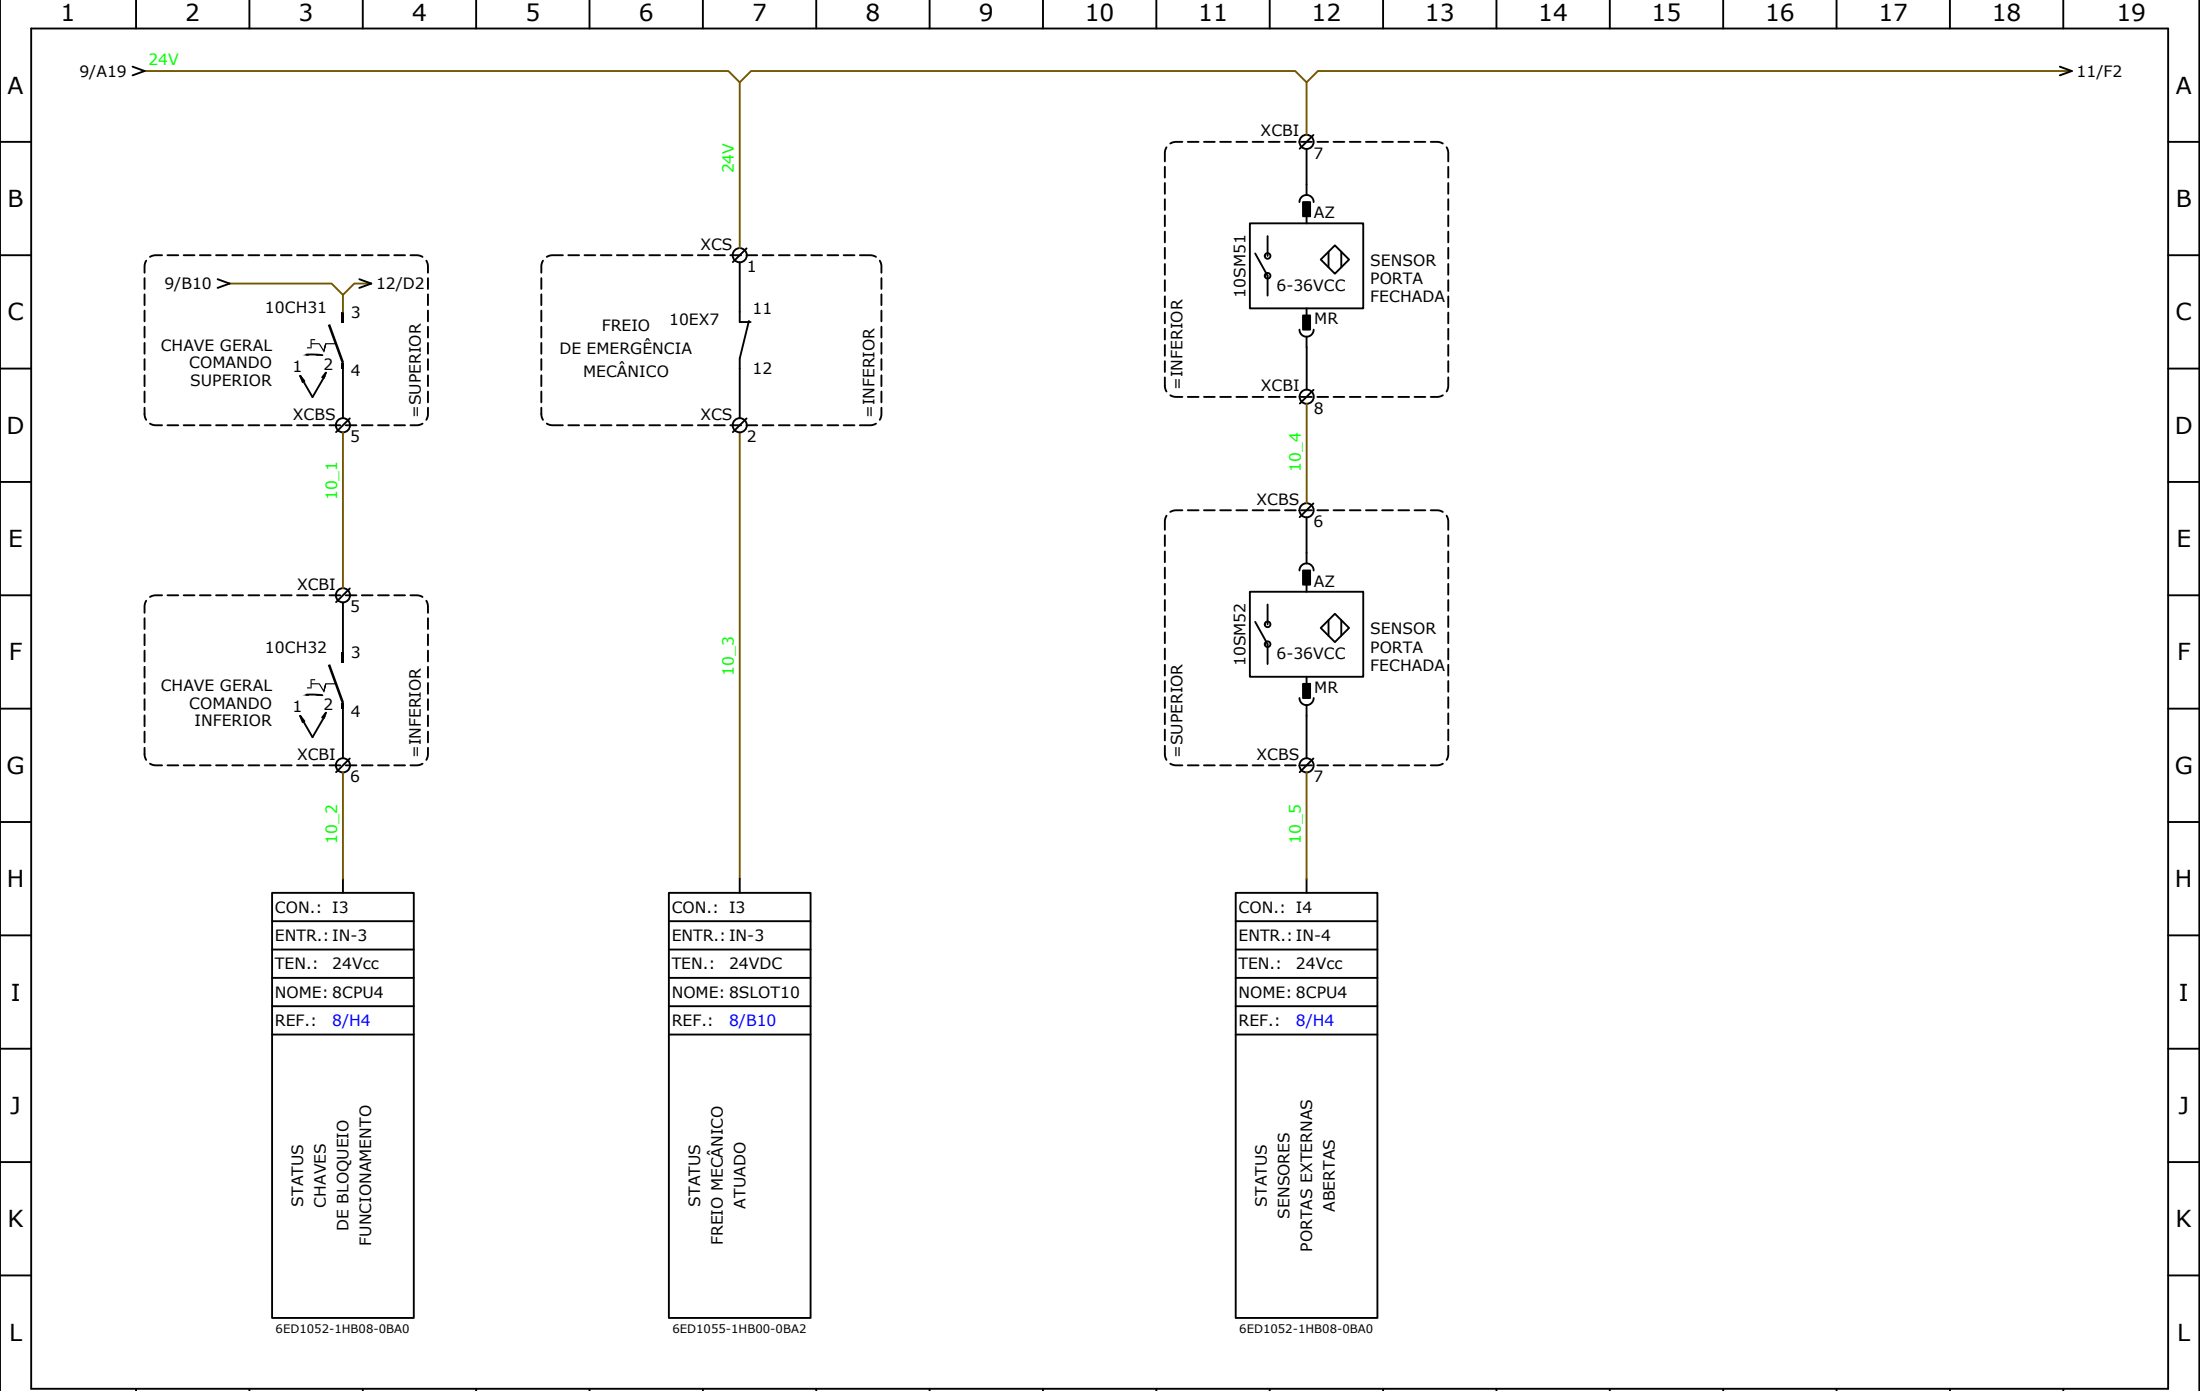 1 2 3 4 5 6 7 8 9 10 11 12 13 14 15 16 17 18 19
A
B
C
D
E
F
G
H
I
J
K
L
A
B
C
D
E
F
G
H
I
J
K
L
9/A19
24V
11/F2
9/B10
12/D2
10CH31
3
CHAVE GERAL
COMANDO
SUPERIOR
1
2
4
=SUPERIOR
XCBS
5
10_1
XCBI
5
10CH32
3
CHAVE GERAL
COMANDO
INFERIOR
1
2
4
=INFERIOR
XCBI
6
10_2
CON.: I3
ENTR.: IN-3
TEN.: 24Vcc
NOME: 8CPU4
REF.: 8/H4
STATUS
CHAVES
DE BLOQUEIO
FUNCIONAMENTO
6ED1052-1HB08-0BA0
24V
XCS
1
11
10EX7
FREIO
DE EMERGÊNCIA
MECÂNICO
12
=INFERIOR
XCS
2
10_3
CON.: I3
ENTR.: IN-3
TEN.: 24VDC
NOME: 8SLOT10
REF.: 8/B10
STATUS
FREIO MECÂNICO
ATUADO
6ED1055-1HB00-0BA2
XCBI
7
AZ
10SM51
6-36VCC
SENSOR
PORTA
FECHADA
MR
=INFERIOR
XCBI
8
10_4
XCBS
6
AZ
10SM52
6-36VCC
SENSOR
PORTA
FECHADA
MR
=SUPERIOR
XCBS
7
10_5
CON.: I4
ENTR.: IN-4
TEN.: 24Vcc
NOME: 8CPU4
REF.: 8/H4
STATUS
SENSORES
PORTAS EXTERNAS
ABERTAS
6ED1052-1HB08-0BA0